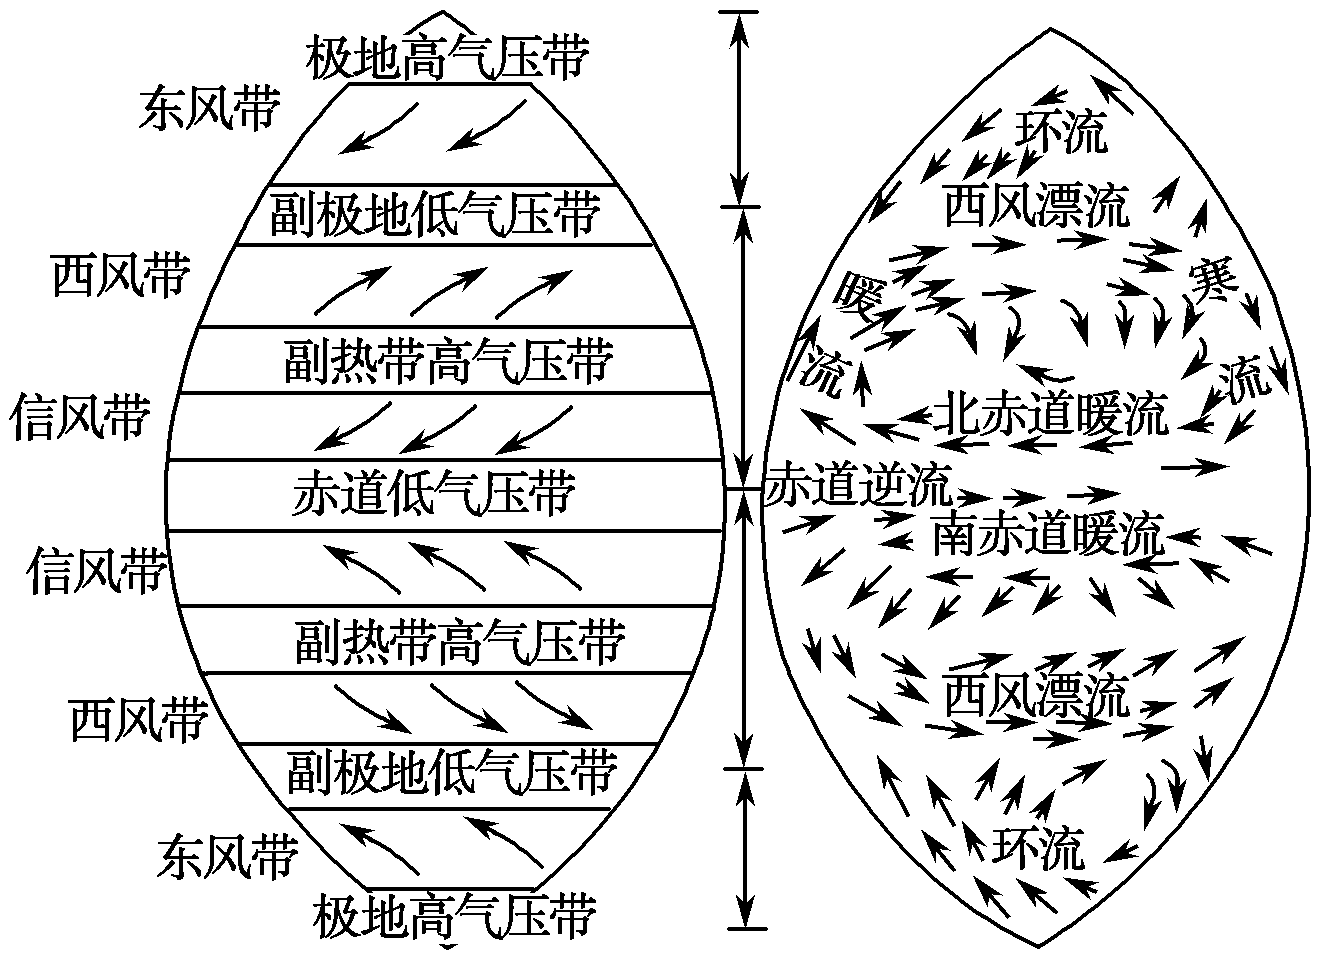 极地高气压带
东风带
副极地低气压带
西风带
副热带高气压带
信风带
赤道低气压带
信风带
副热带高气压带
西风带
副极地低气压带
东风带
极地高气压带
环流
西风漂流
暖流
寒流
北赤道暖流
赤道逆流
南赤道暖流
西风漂流
环流